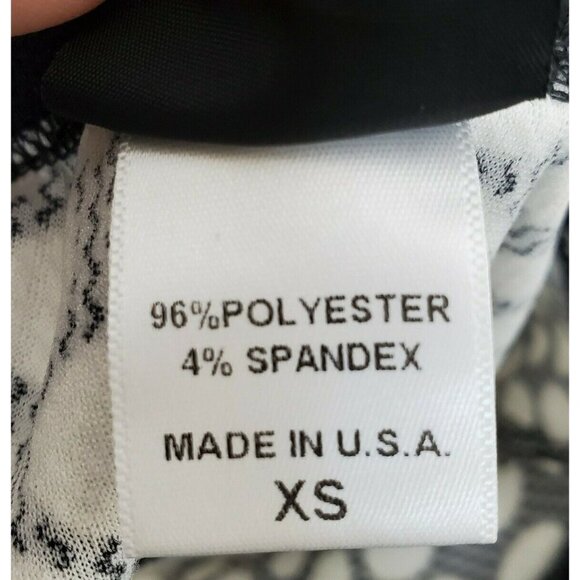 96%POLYESTER
4% SPANDEX
MADE IN U.S.A.
XS